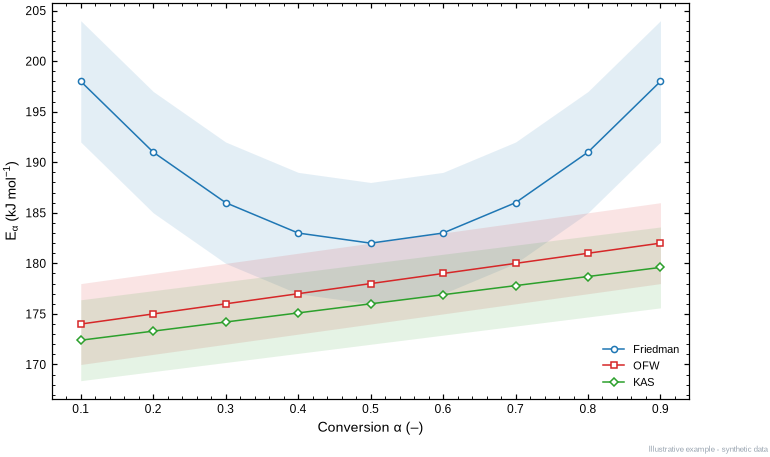 205
200
195
190
185
180
175
170
Eα (kJ mol⁻¹)
0.1 0.2 0.3 0.4 0.5 0.6 0.7 0.8 0.9
Conversion α (–)
Friedman
OFW
KAS
Illustrative example - synthetic data